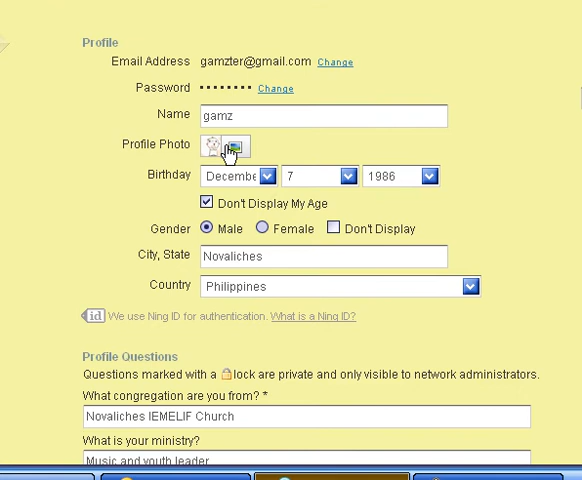 Profile
Email Address gamzter@gmail.com Change
Password •••••••• Change
Name gamz
Profile Photo
Birthday Decembe 7 1986
Don't Display My Age
Gender Male Female Don't Display
City, State Novaliches
Country Philippines
id We use Ning ID for authentication. What is a Ning ID?
Profile Questions
Questions marked with a lock are private and only visible to network administrators.
What congregation are you from? *
Novaliches IEMELIF Church
What is your ministry?
Music and youth leader